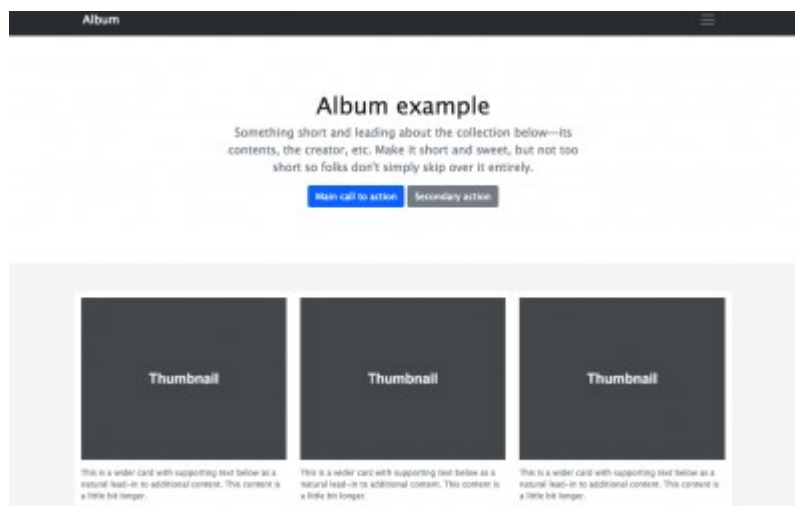 Album
Album example
Something short and leading about the collection below—its
contents, the creator, etc. Make it short and sweet, but not too
short so folks don't simply skip over it entirely.
Main call to action Secondary action
Thumbnail Thumbnail Thumbnail
This is a wider card with supporting text below as a
natural lead-in to additional content. This content is
a little bit longer.
This is a wider card with supporting text below as a
natural lead-in to additional content. This content is
a little bit longer.
This is a wider card with supporting text below as a
natural lead-in to additional content. This content is
a little bit longer.